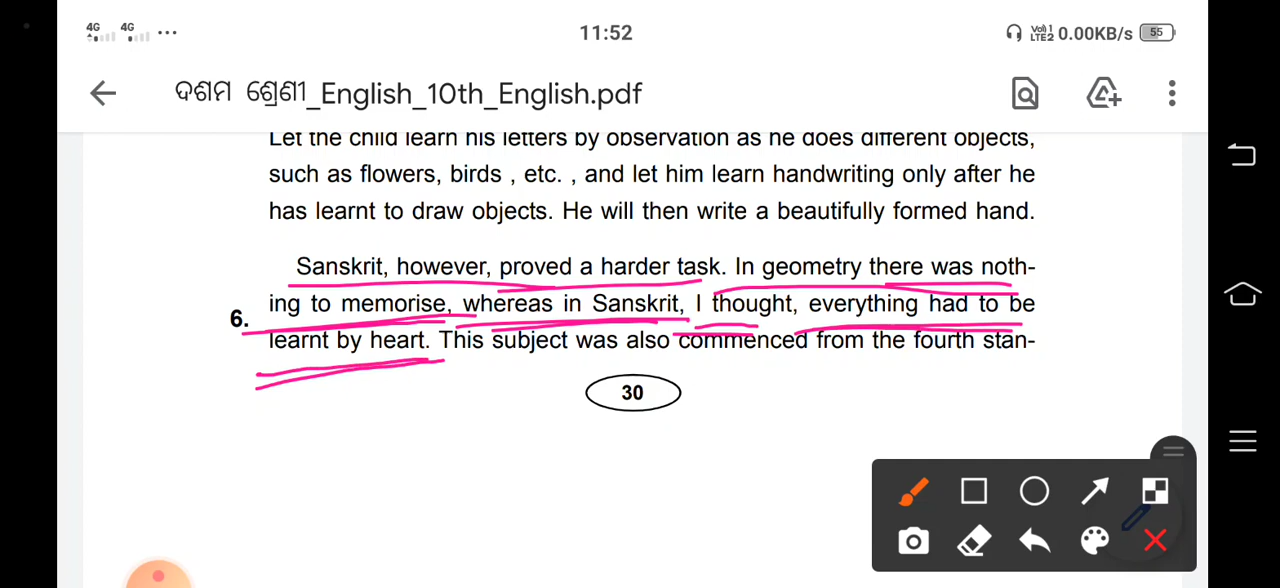 4G 4G ... 11:52 Vo) 1 LTE2 0.00KB/s 55
ଦଶମ ଶ୍ରେଣୀ_English_10th_English.pdf
Let the child learn his letters by observation as he does different objects,
such as flowers, birds , etc. , and let him learn handwriting only after he
has learnt to draw objects. He will then write a beautifully formed hand.
Sanskrit, however, proved a harder task. In geometry there was noth-
ing to memorise, whereas in Sanskrit, I thought, everything had to be
6.
learnt by heart. This subject was also commenced from the fourth stan-
30